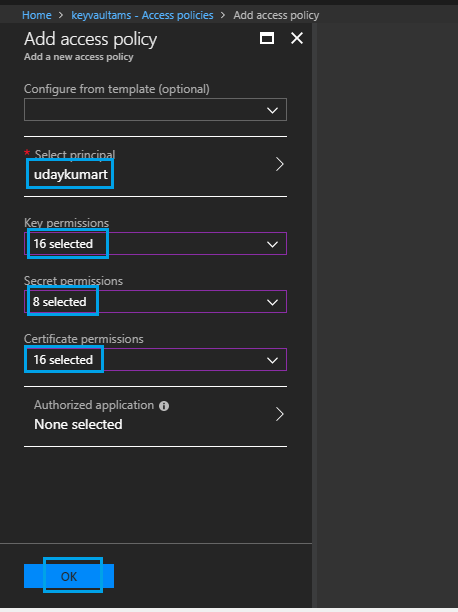 Home > keyvaultams - Access policies > Add access policy
Add access policy
Add a new access policy
Configure from template (optional)
* Select principal
udaykumart
Key permissions
16 selected
Secret permissions
8 selected
Certificate permissions
16 selected
Authorized application
None selected
OK